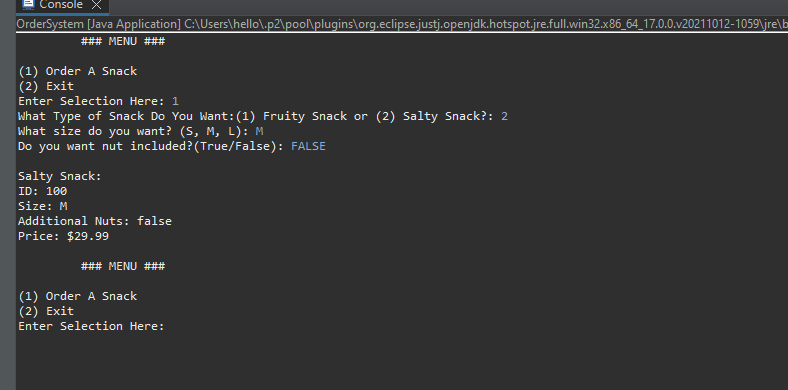 Console
OrderSystem [Java Application] C:\Users\hello\.p2\pool\plugins\org.eclipse.justj.openjdk.hotspot.jre.full.win32.x86_64_17.0.0.v20211012-1059\jre\b
### MENU ###
(1) Order A Snack
(2) Exit
Enter Selection Here: 1
What Type of Snack Do You Want:(1) Fruity Snack or (2) Salty Snack?: 2
What size do you want? (S, M, L): M
Do you want nut included?(True/False): FALSE
Salty Snack:
ID: 100
Size: M
Additional Nuts: false
Price: $29.99
### MENU ###
(1) Order A Snack
(2) Exit
Enter Selection Here: